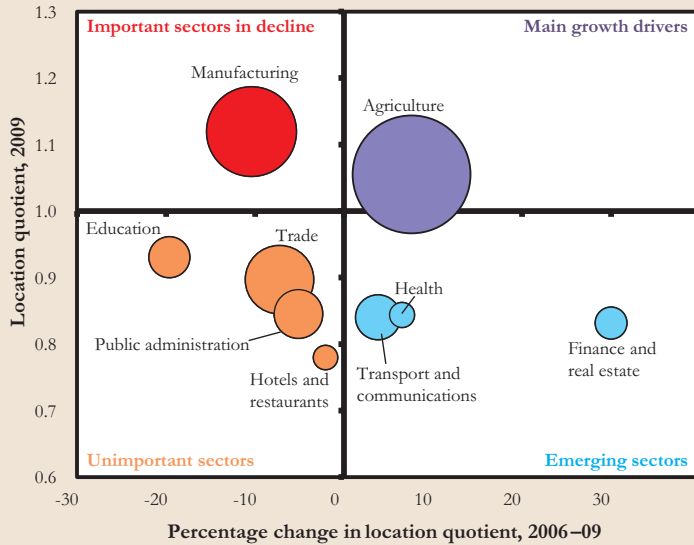 1.3
Important sectors in decline
Main growth drivers
Manufacturing
1.2
Agriculture
1.1
1.0
Education
Trade
0.9
Health
Public administration
0.8
Finance and
real estate
Hotels and
restaurants
Transport and
communications
0.7
Unimportant sectors
Emerging sectors
0.6
-30
-20
-10
0
10
20
30
Location quotient, 2009
Percentage change in location quotient, 2006–09